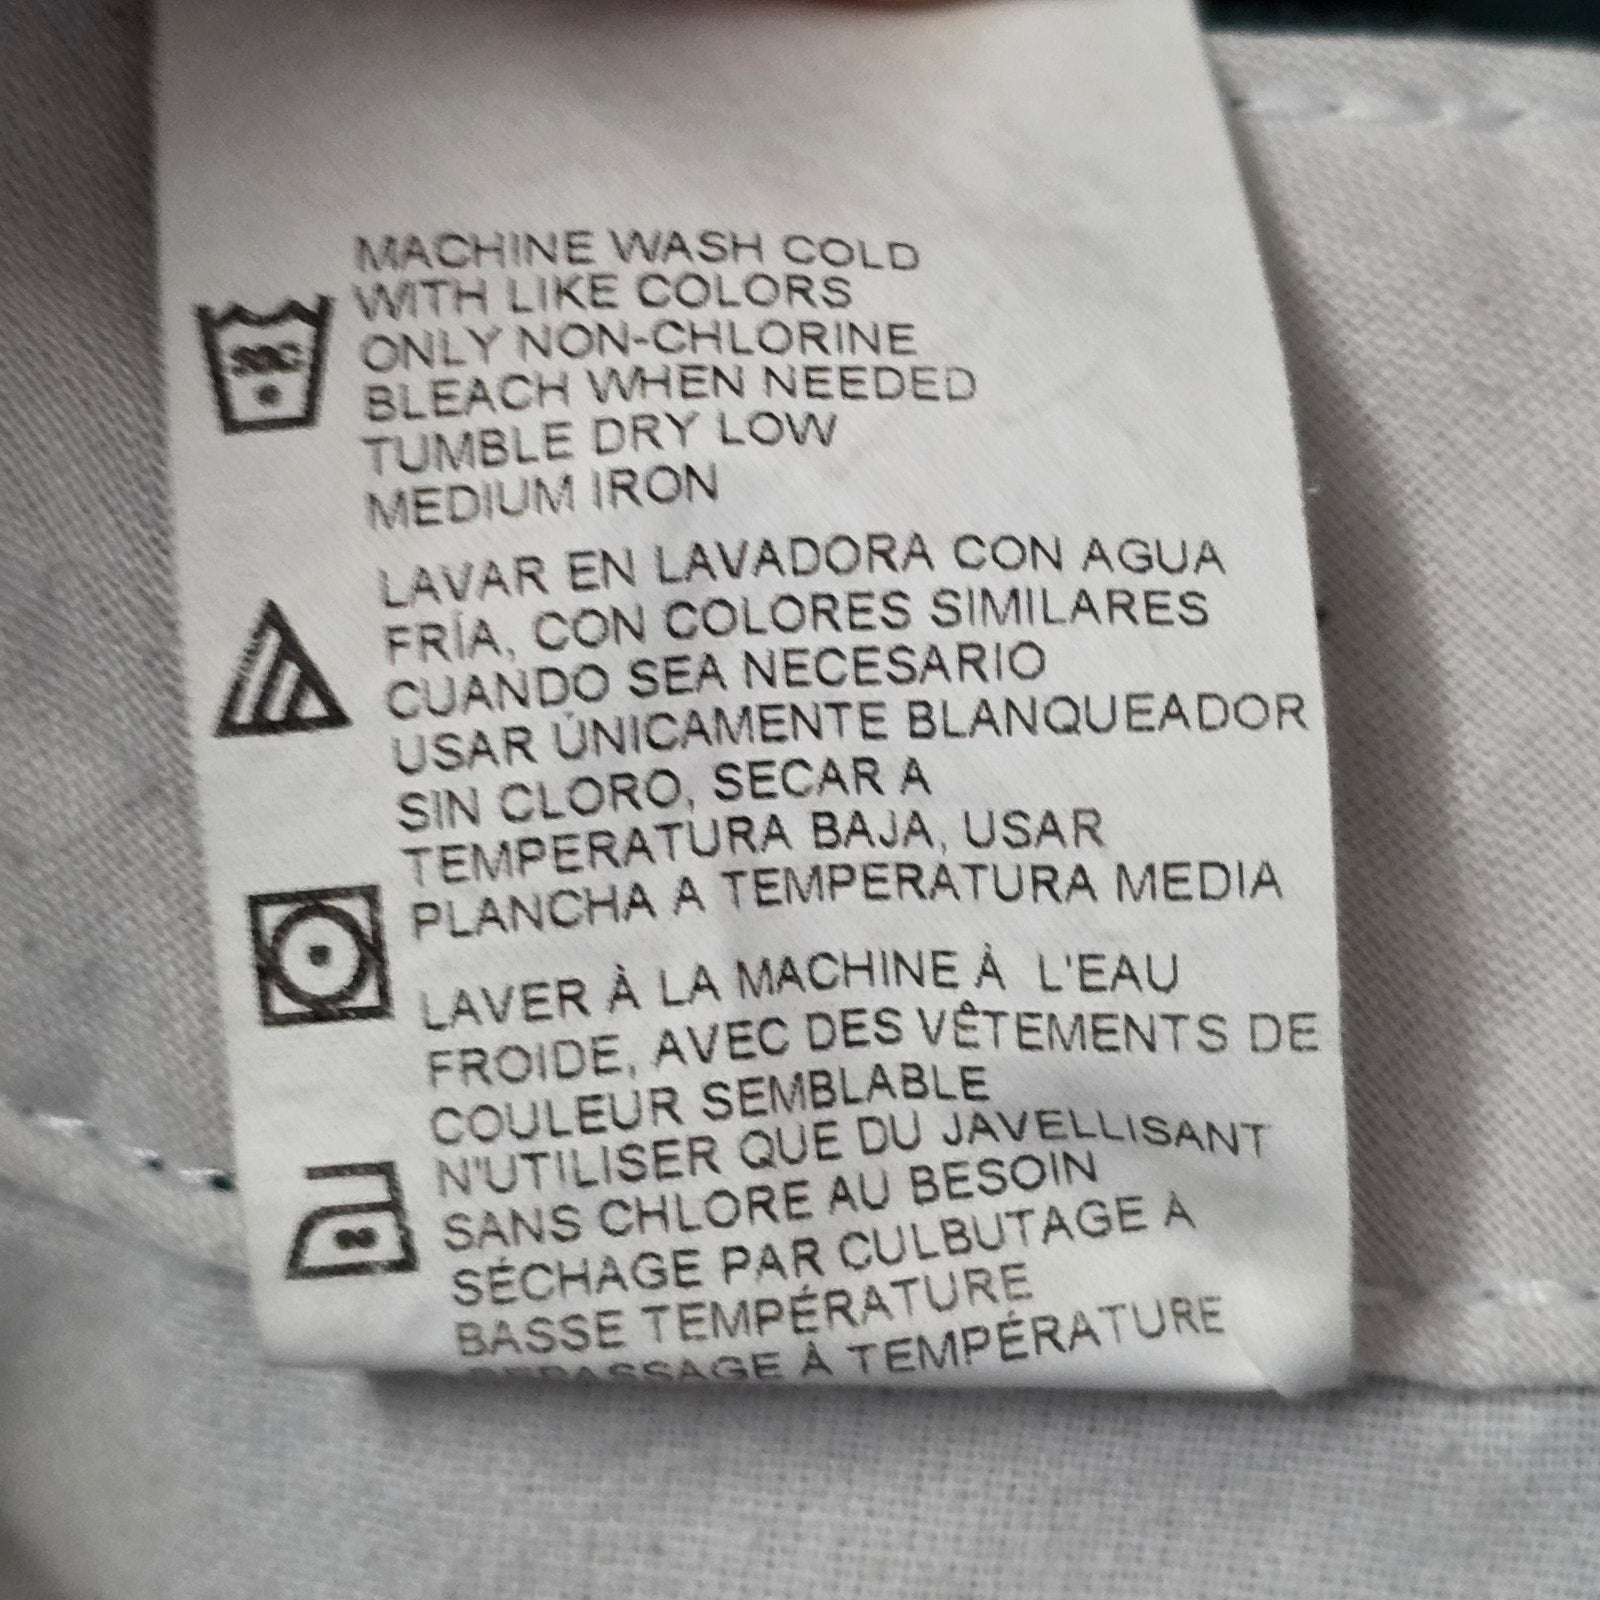 MACHINE WASH COLD
WITH LIKE COLORS
ONLY NON-CHLORINE
BLEACH WHEN NEEDED
TUMBLE DRY LOW
MEDIUM IRON
30C
LAVAR EN LAVADORA CON AGUA
FRÍA, CON COLORES SIMILARES
CUANDO SEA NECESARIO
USAR ÚNICAMENTE BLANQUEADOR
SIN CLORO, SECAR A
TEMPERATURA BAJA, USAR
PLANCHA A TEMPERATURA MEDIA
LAVER À LA MACHINE À L'EAU
FROIDE, AVEC DES VÊTEMENTS DE
COULEUR SEMBLABLE
N'UTILISER QUE DU JAVELLISANT
SANS CHLORE AU BESOIN
SÉCHAGE PAR CULBUTAGE À
BASSE TEMPÉRATURE
REPASSAGE À TEMPÉRATURE